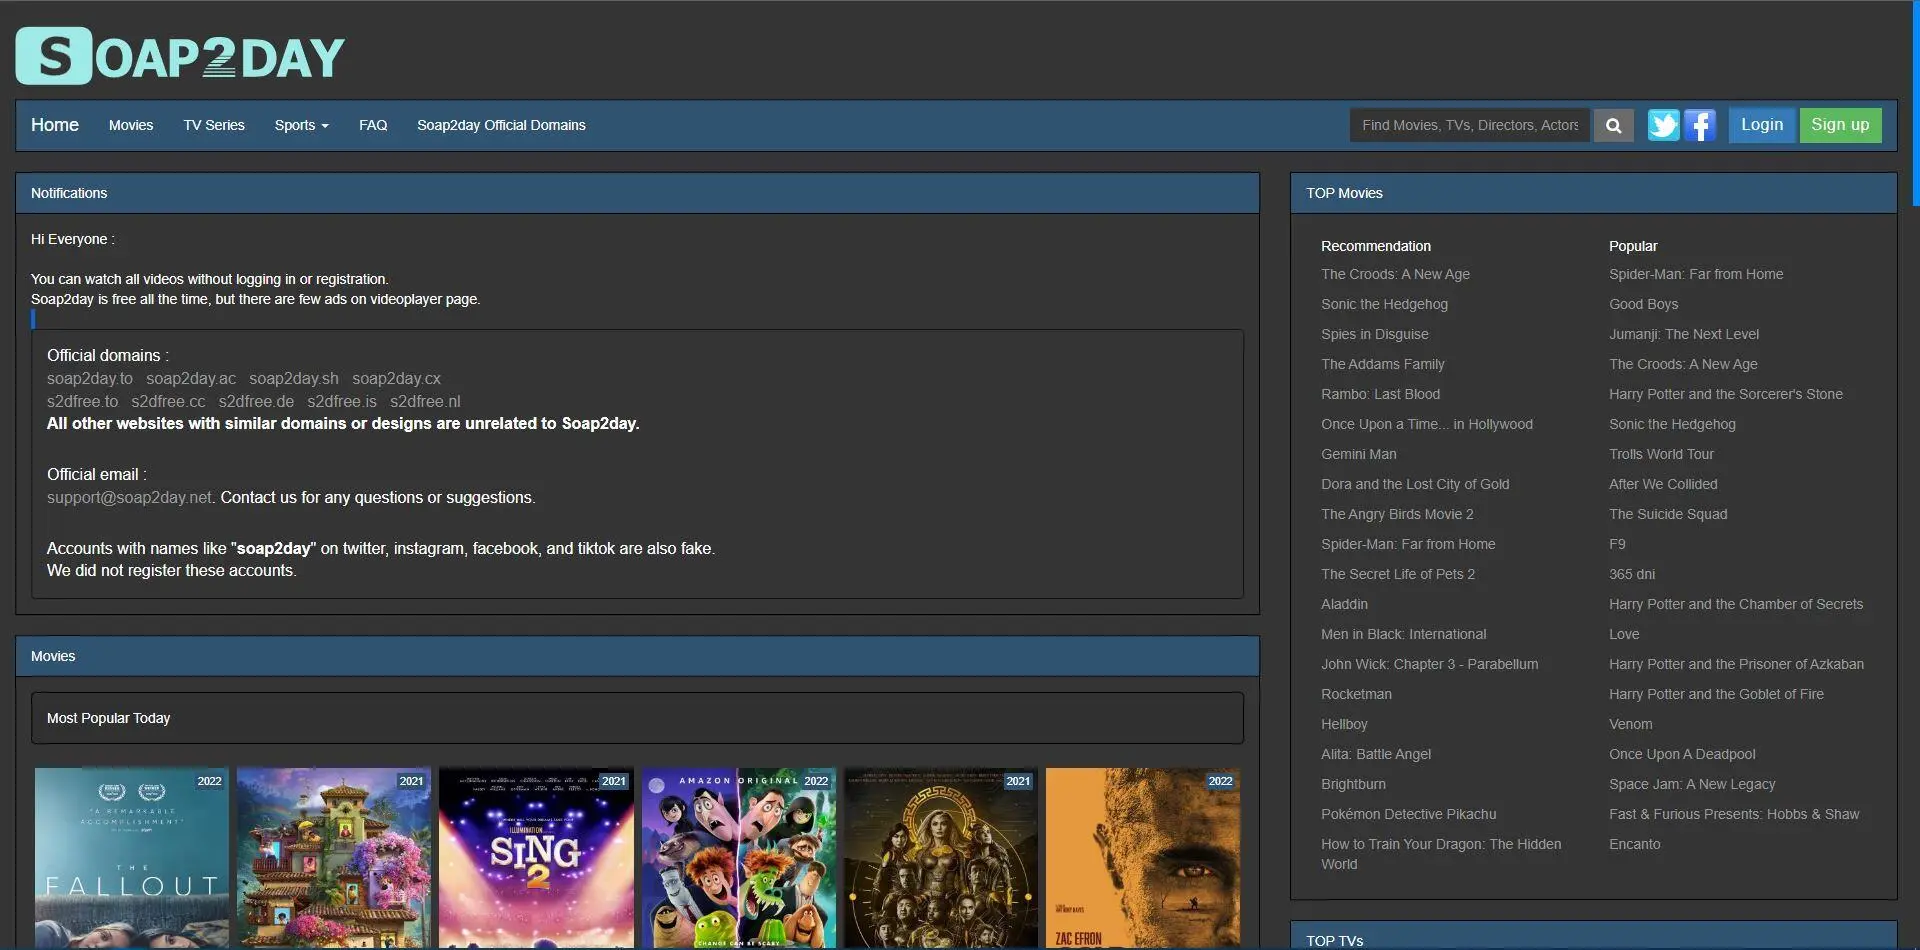 SOAP2DAY
Home Movies TV Series Sports FAQ Soap2day Official Domains
Find Movies, TVs, Directors, Actors
Login Sign up
Notifications
Hi Everyone :
You can watch all videos without logging in or registration.
Soap2day is free all the time, but there are few ads on videoplayer page.
Official domains :
soap2day.to soap2day.ac soap2day.sh soap2day.cx
s2dfree.to s2dfree.cc s2dfree.de s2dfree.is s2dfree.nl
All other websites with similar domains or designs are unrelated to Soap2day.
Official email :
support@soap2day.net. Contact us for any questions or suggestions.
Accounts with names like "soap2day" on twitter, instagram, facebook, and tiktok are also fake.
We did not register these accounts.
Movies
Most Popular Today
2022
"A REMARKABLE
ACCOMPLISHMENT"
THE
FALLOUT
2021
2021
ILLUMINATION
SING
2
AMAZON ORIGINAL 2022
CHANGE CAN BE SCARY
2021
2022
ZAC EFRON
TOP Movies
Recommendation
The Croods: A New Age
Sonic the Hedgehog
Spies in Disguise
The Addams Family
Rambo: Last Blood
Once Upon a Time... in Hollywood
Gemini Man
Dora and the Lost City of Gold
The Angry Birds Movie 2
Spider-Man: Far from Home
The Secret Life of Pets 2
Aladdin
Men in Black: International
John Wick: Chapter 3 - Parabellum
Rocketman
Hellboy
Alita: Battle Angel
Brightburn
Pokémon Detective Pikachu
How to Train Your Dragon: The Hidden
World
Popular
Spider-Man: Far from Home
Good Boys
Jumanji: The Next Level
The Croods: A New Age
Harry Potter and the Sorcerer's Stone
Sonic the Hedgehog
Trolls World Tour
After We Collided
The Suicide Squad
F9
365 dni
Harry Potter and the Chamber of Secrets
Love
Harry Potter and the Prisoner of Azkaban
Harry Potter and the Goblet of Fire
Venom
Once Upon A Deadpool
Space Jam: A New Legacy
Fast & Furious Presents: Hobbs & Shaw
Encanto
TOP TVs